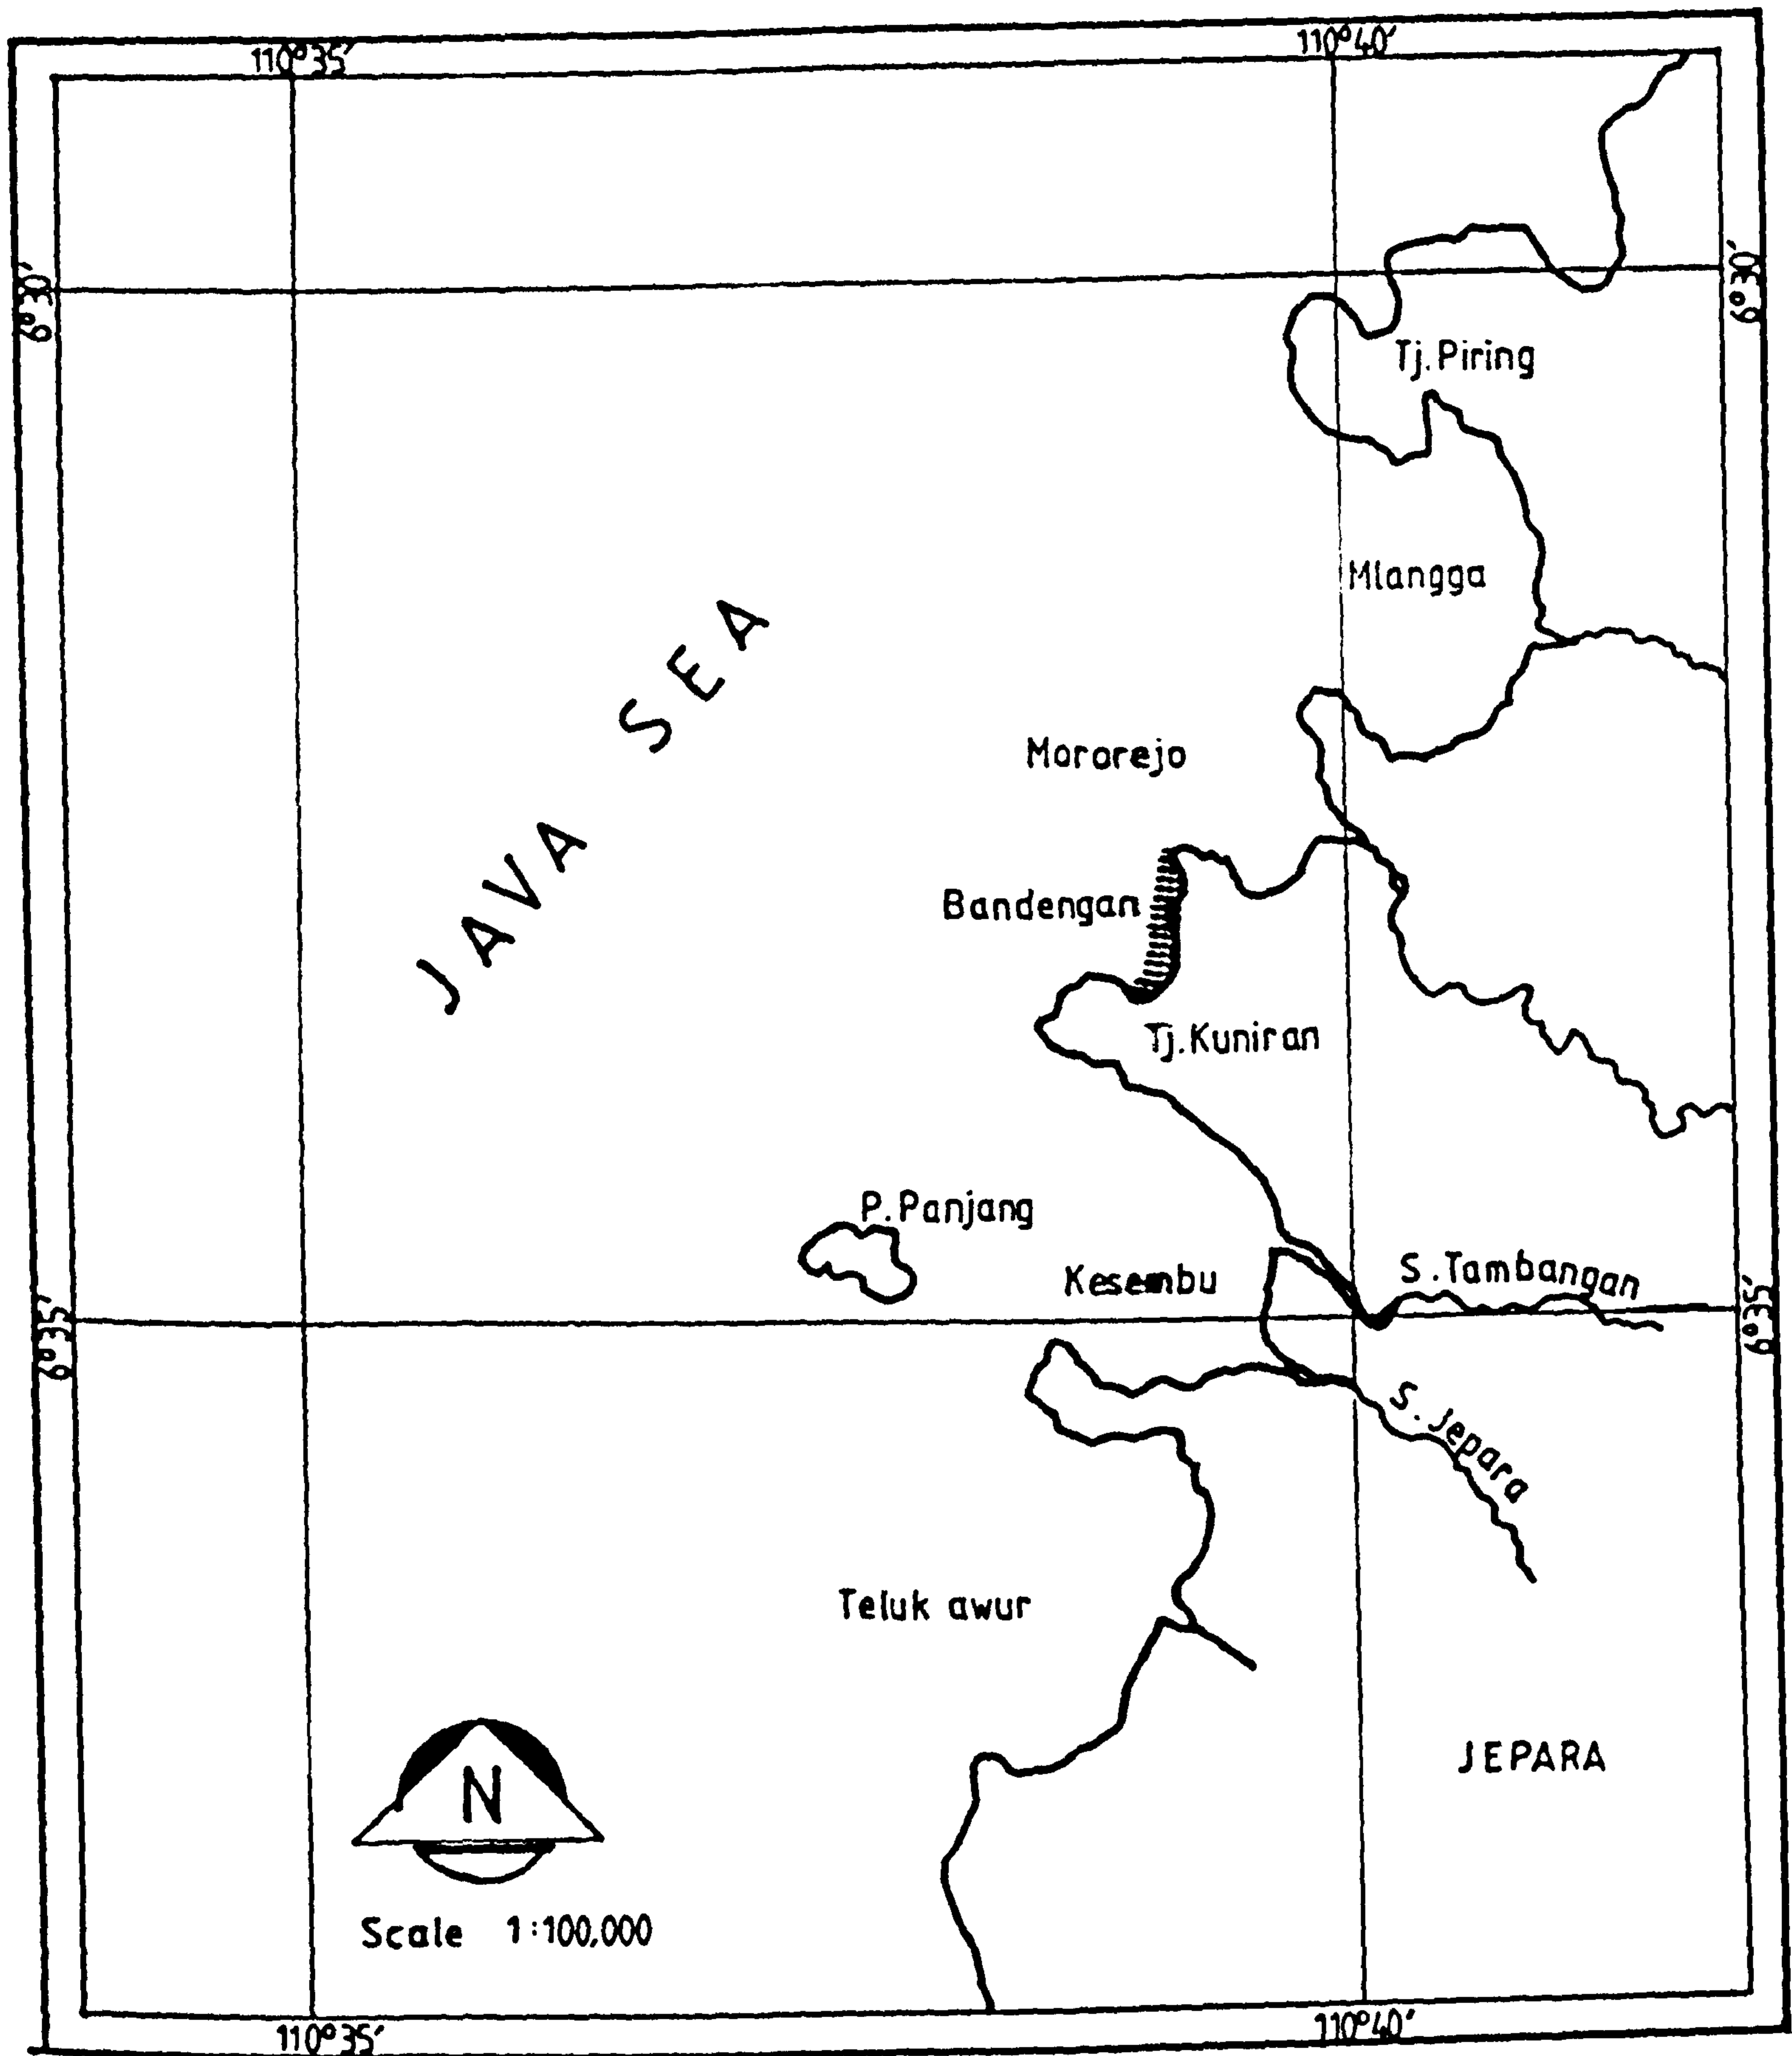 110°35′
110°40′
6°30′
6°30′
Tj.Piring
Mlangga
JAVA SEA
Mororejo
Bandengan
Tj.Kuniran
P.Panjang
Kesembu
S.Tambangan
6°35′
6°35′
S.Jepara
Teluk awur
JEPARA
N
Scale 1:100,000
110°35′
110°40′